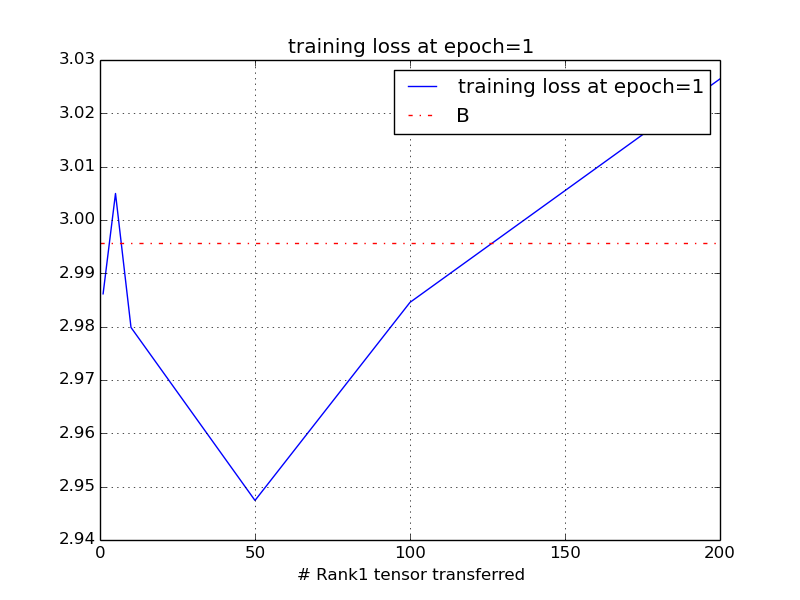 training loss at epoch=1
training loss at epoch=1
B
3.03
3.02
3.01
3.00
2.99
2.98
2.97
2.96
2.95
2.94
0 50 100 150 200
# Rank1 tensor transferred